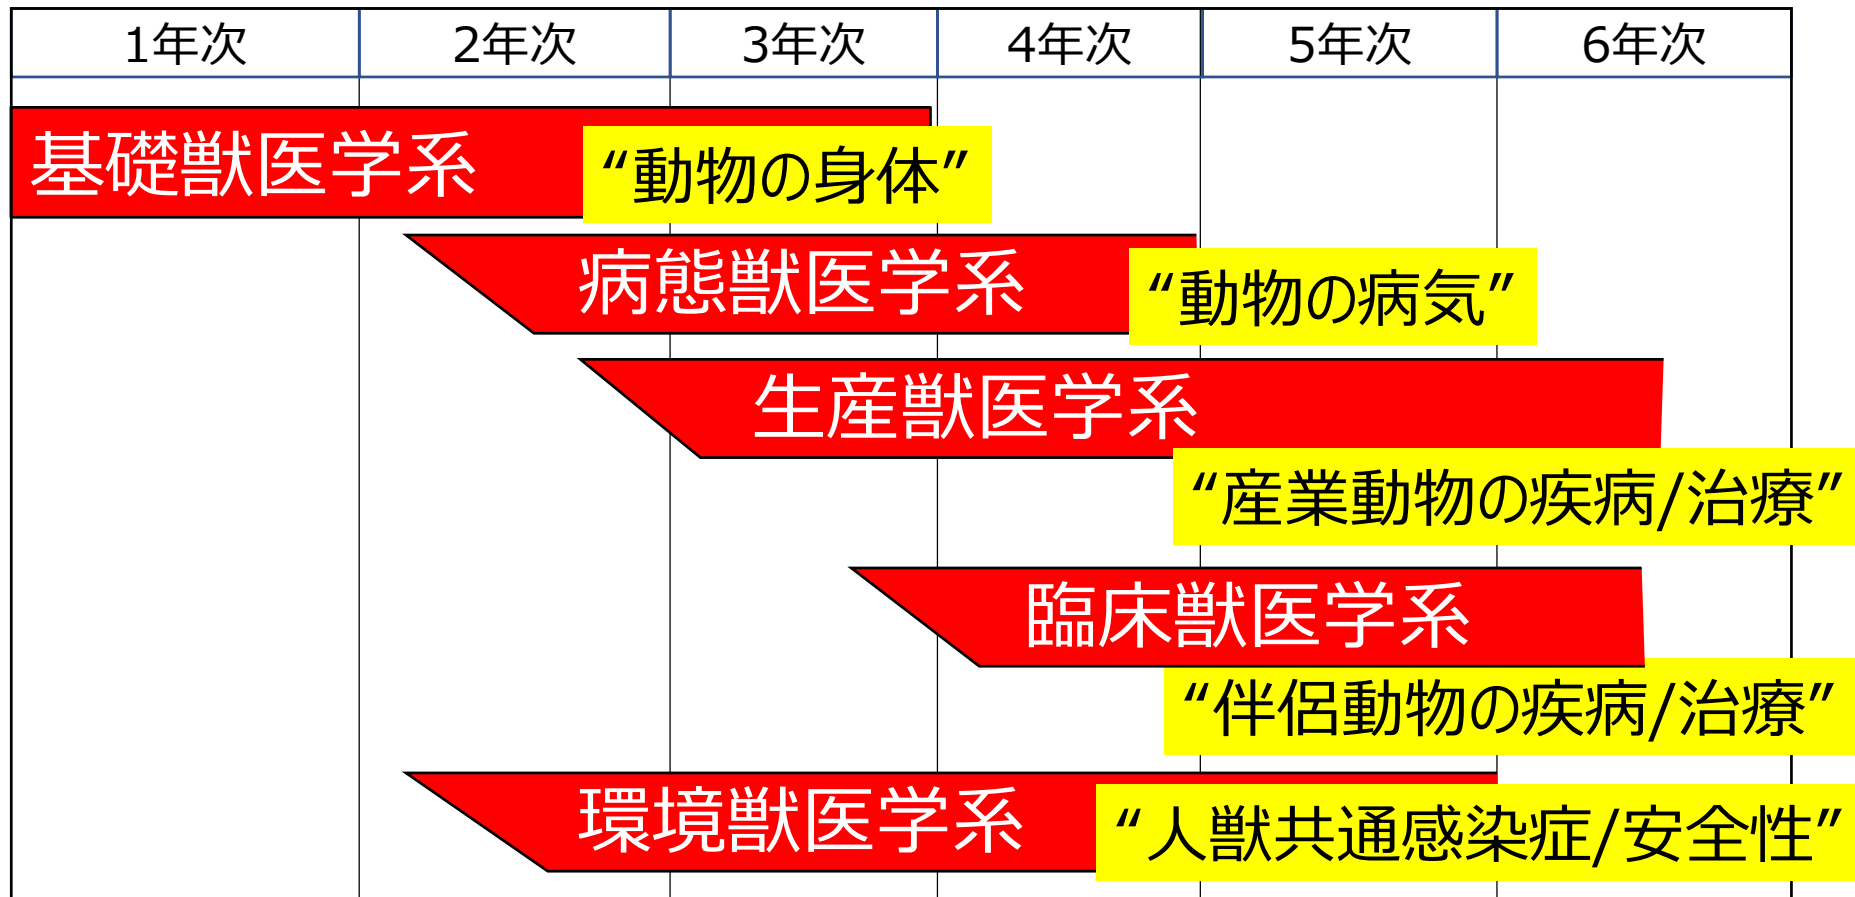 1年次 2年次 3年次 4年次 5年次 6年次
基礎獣医学系 “動物の身体”
病態獣医学系 “動物の病気”
生産獣医学系
“産業動物の疾病/治療”
臨床獣医学系
“伴侶動物の疾病/治療”
環境獣医学系 “人獣共通感染症/安全性”